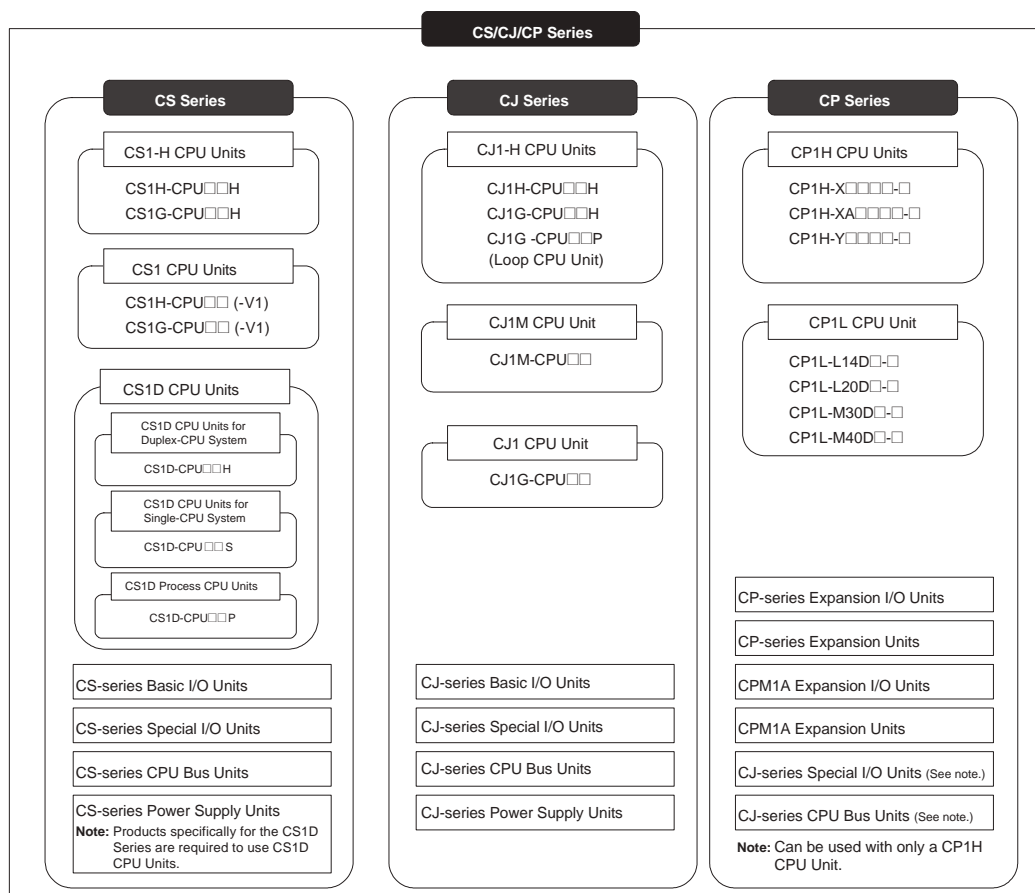 CS/CJ/CP Series
CS Series
CS1-H CPU Units
CS1H-CPU□□H
CS1G-CPU□□H
CS1 CPU Units
CS1H-CPU□□ (-V1)
CS1G-CPU□□ (-V1)
CS1D CPU Units
CS1D CPU Units for
Duplex-CPU System
CS1D-CPU□□H
CS1D CPU Units for
Single-CPU System
CS1D-CPU□□S
CS1D Process CPU Units
CS1D-CPU□□P
CS-series Basic I/O Units
CS-series Special I/O Units
CS-series CPU Bus Units
CS-series Power Supply Units
Note: Products specifically for the CS1D
Series are required to use CS1D
CPU Units.
CJ Series
CJ1-H CPU Units
CJ1H-CPU□□H
CJ1G-CPU□□H
CJ1G -CPU□□P
(Loop CPU Unit)
CJ1M CPU Unit
CJ1M-CPU□□
CJ1 CPU Unit
CJ1G-CPU□□
CJ-series Basic I/O Units
CJ-series Special I/O Units
CJ-series CPU Bus Units
CJ-series Power Supply Units
CP Series
CP1H CPU Units
CP1H-X□□□□-□
CP1H-XA□□□□-□
CP1H-Y□□□□-□
CP1L CPU Unit
CP1L-L14D□-□
CP1L-L20D□-□
CP1L-M30D□-□
CP1L-M40D□-□
CP-series Expansion I/O Units
CP-series Expansion Units
CPM1A Expansion I/O Units
CPM1A Expansion Units
CJ-series Special I/O Units (See note.)
CJ-series CPU Bus Units (See note.)
Note: Can be used with only a CP1H
CPU Unit.